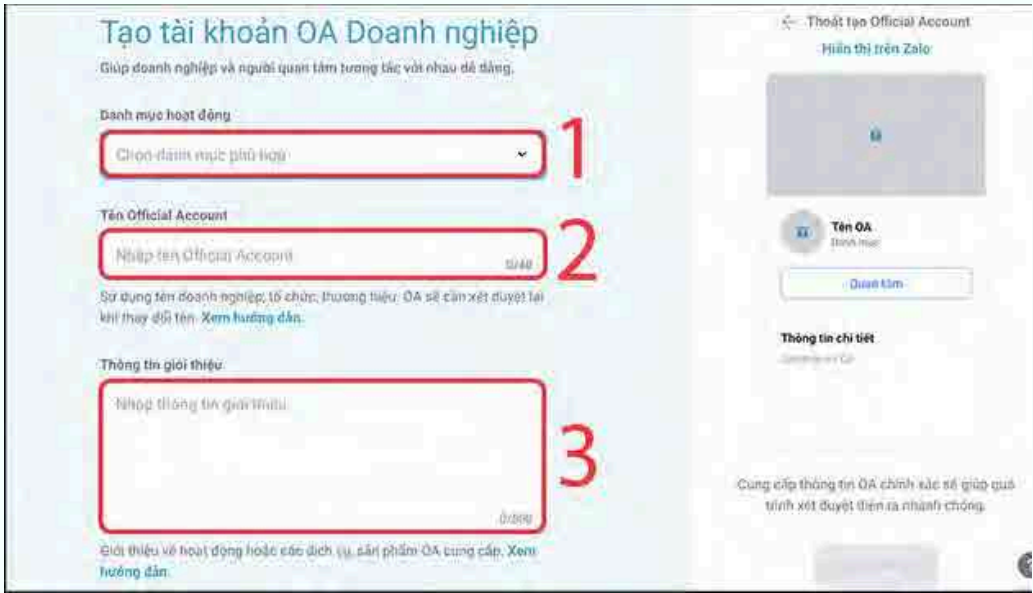 Tạo tài khoản OA Doanh nghiệp
Giúp doanh nghiệp và người quan tâm tương tác với nhau dễ dàng.
Danh mục hoạt động
Chọn danh mục phù hợp
1
Tên Official Account
Nhập tên Official Account
0/40
2
Sử dụng tên doanh nghiệp, tổ chức, thương hiệu. OA sẽ cần xét duyệt lại
khi thay đổi tên. Xem hướng dẫn.
Thông tin giới thiệu
Nhập thông tin giới thiệu
0/500
3
Giới thiệu về hoạt động hoặc các dịch vụ, sản phẩm OA cung cấp. Xem
hướng dẫn.
Thoát tạo Official Account
Hiển thị trên Zalo
Tên OA
Danh mục
Quan tâm
Thông tin chi tiết
Cung cấp thông tin OA chính xác sẽ giúp quá
trình xét duyệt diễn ra nhanh chóng.